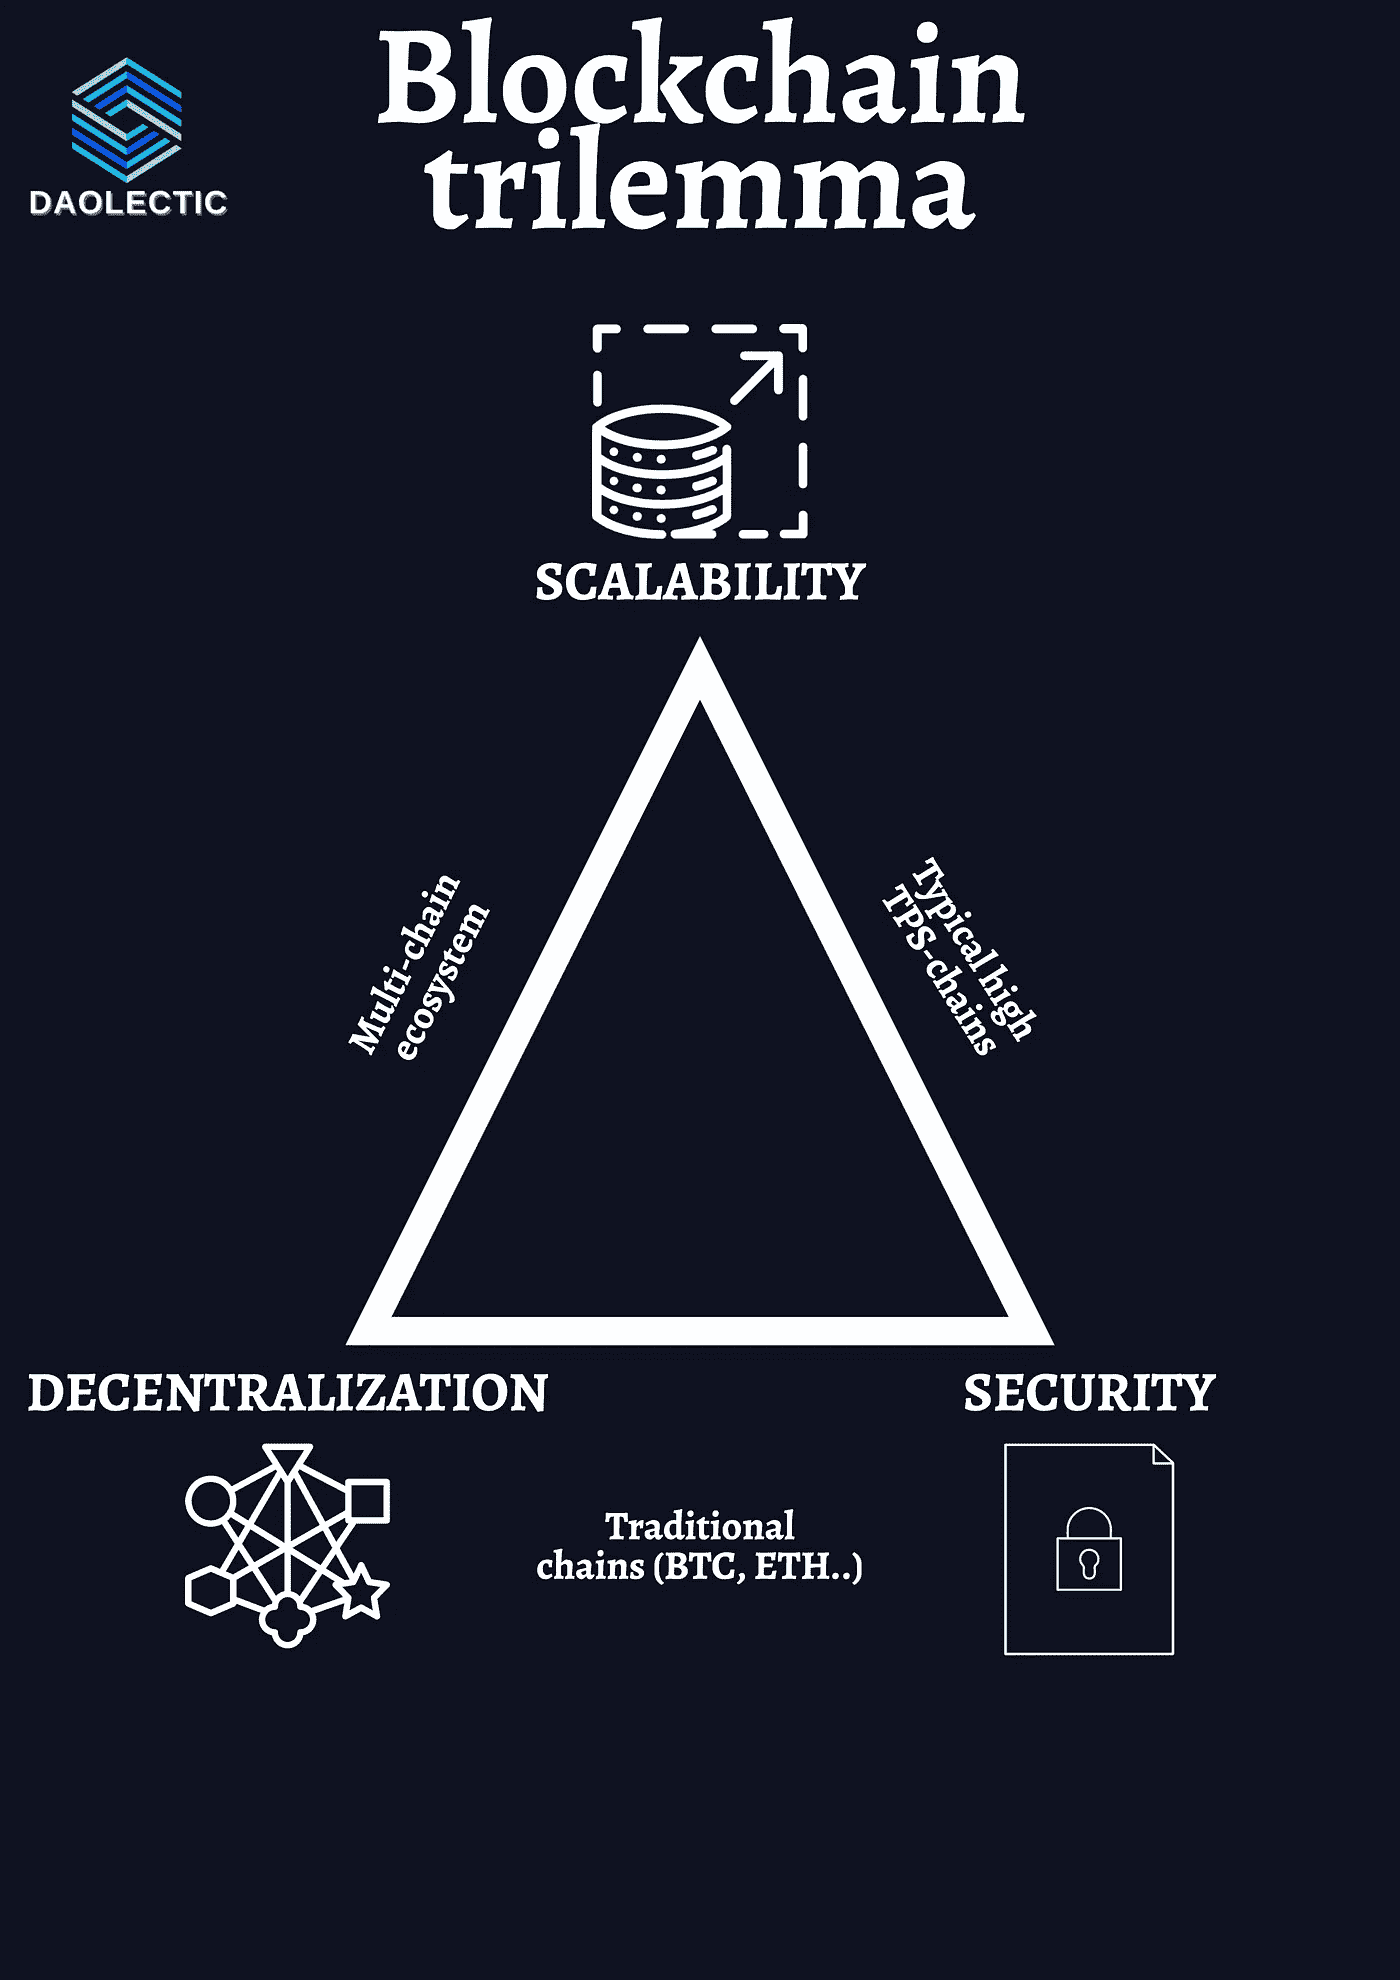 Blockchain
trilemma
DAOLECTIC
SCALABILITY
Multi-chain
ecosystem
Typical high
TPS-chains
DECENTRALIZATION
SECURITY
Traditional
chains (BTC, ETH..)